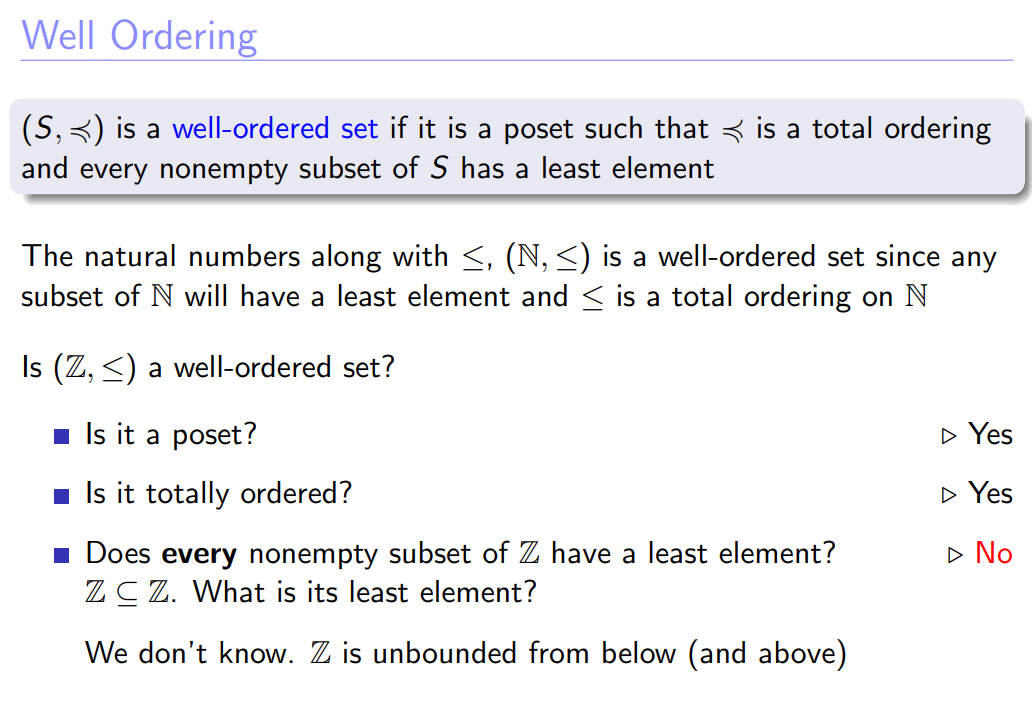 Well Ordering
(S, ≼) is a well-ordered set if it is a poset such that ≼ is a total ordering
and every nonempty subset of S has a least element
The natural numbers along with ≤, (ℕ, ≤) is a well-ordered set since any
subset of ℕ will have a least element and ≤ is a total ordering on ℕ
Is (ℤ, ≤) a well-ordered set?
■ Is it a poset? ▷ Yes
■ Is it totally ordered? ▷ Yes
■ Does every nonempty subset of ℤ have a least element? ▷ No
ℤ ⊆ ℤ. What is its least element?
We don't know. ℤ is unbounded from below (and above)